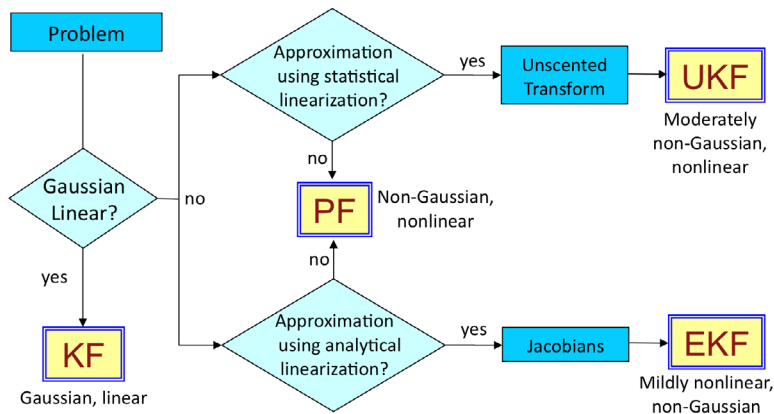 Problem
Approximation
using statistical
linearization?
yes
Unscented
Transform
UKF
Moderately
non-Gaussian,
nonlinear
no
Gaussian
Linear?
no
PF
Non-Gaussian,
nonlinear
yes
no
KF
Gaussian, linear
Approximation
using analytical
linearization?
yes
Jacobians
EKF
Mildly nonlinear,
non-Gaussian